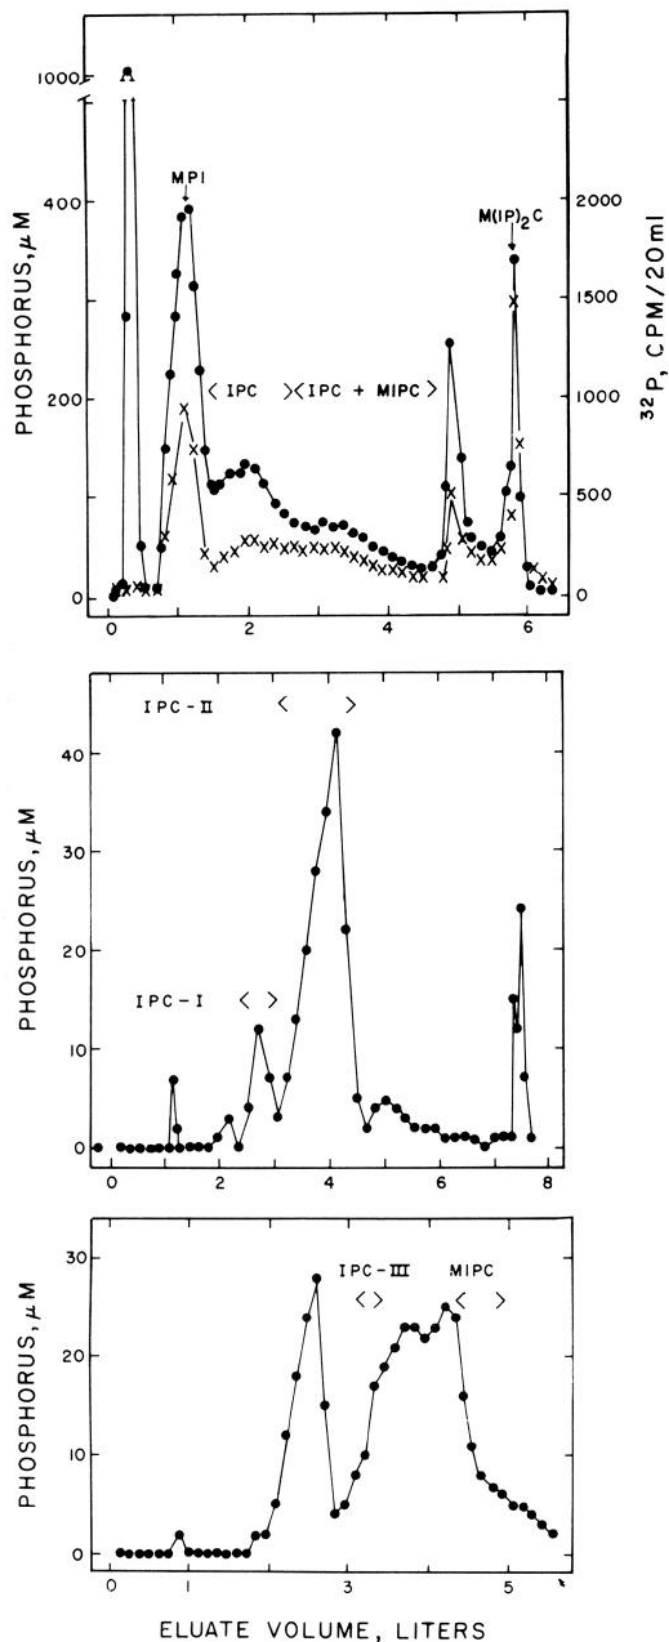 1000
400
200
0
PHOSPHORUS, μM
MPI
M(IP)2C
< IPC >< IPC + MIPC >
2000
1500
1000
500
0
32P, CPM/20ml
0 2 4 6
IPC-II < >
IPC-I < >
40
30
20
10
0
PHOSPHORUS, μM
0 2 4 6 8
IPC-III MIPC
< > < >
30
20
10
0
PHOSPHORUS, μM
0 1 3 5
ELUATE VOLUME, LITERS